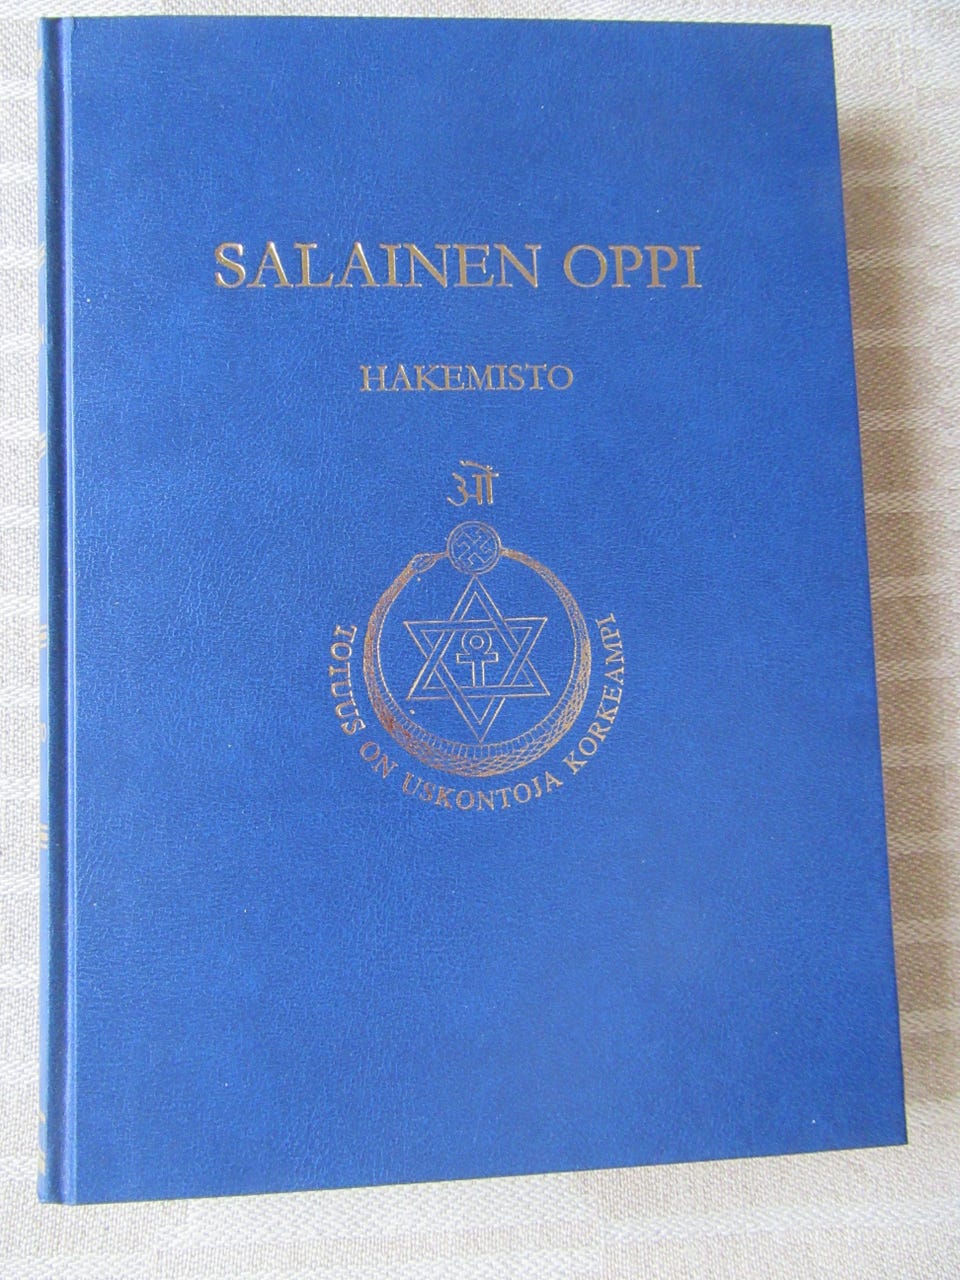 SALAINEN OPPI
HAKEMISTO
ओं
TOTUUS ON USKONTOJA KORKEAMPI